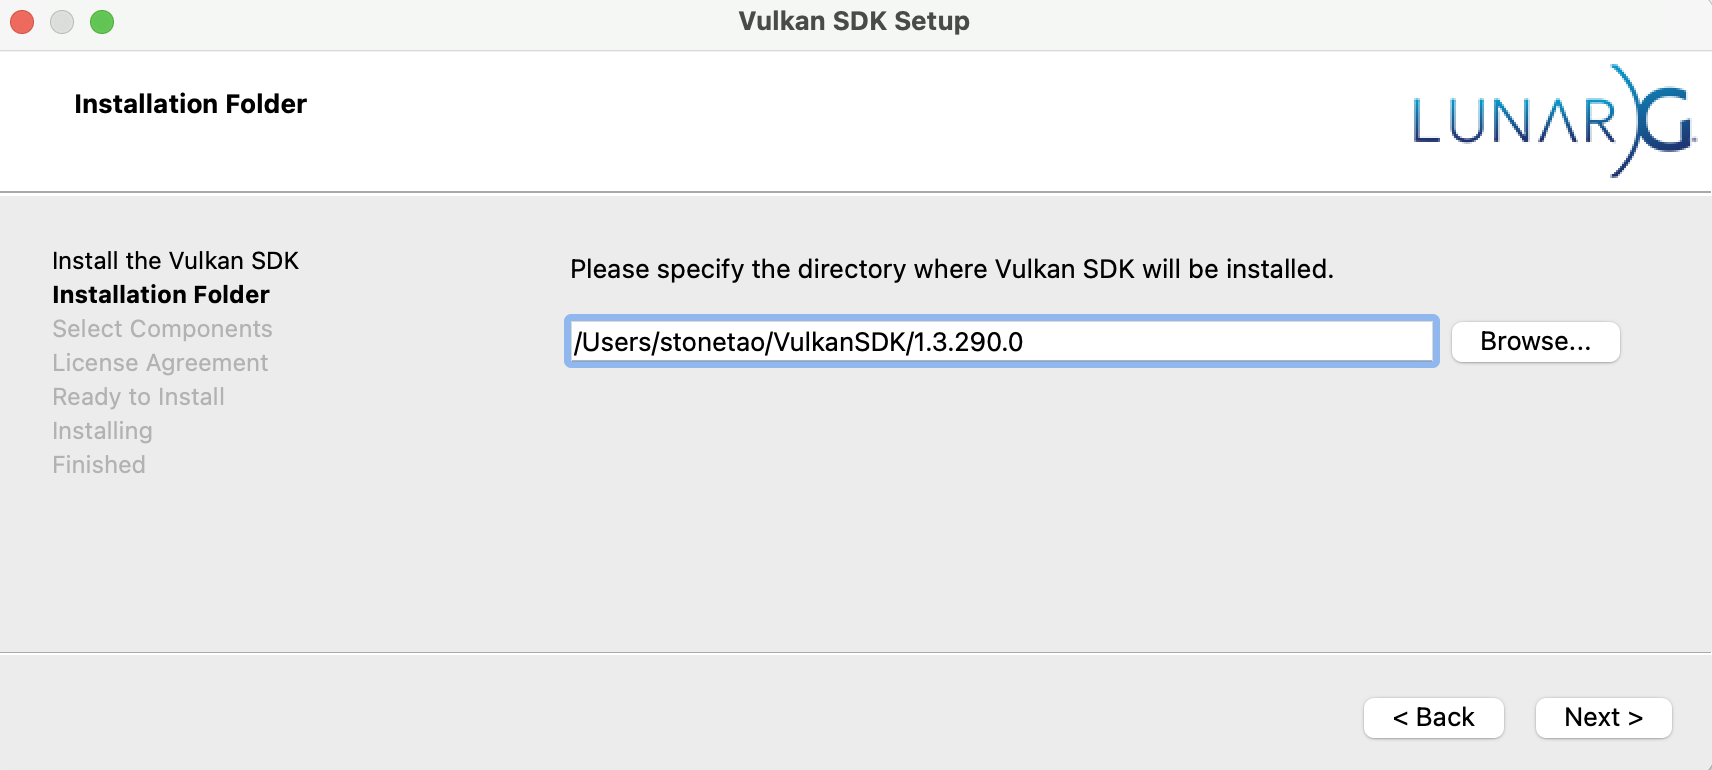 Vulkan SDK Setup
Installation Folder
LUNAR)G
Install the Vulkan SDK
Installation Folder
Select Components
License Agreement
Ready to Install
Installing
Finished
Please specify the directory where Vulkan SDK will be installed.
/Users/stonetao/VulkanSDK/1.3.290.0
Browse...
< Back
Next >